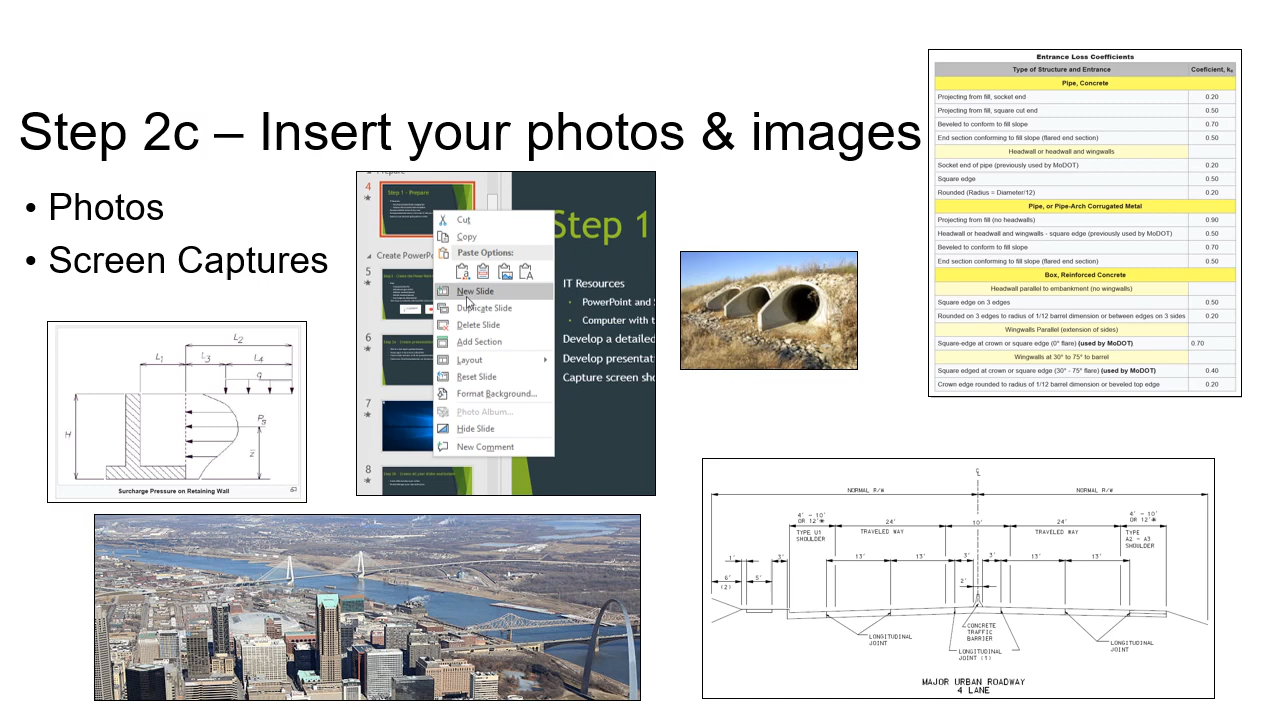 Step 2c – Insert your photos & images
• Photos
• Screen Captures
Entrance Loss Coefficients
Type of Structure and Entrance Coeficient, kₑ
Pipe, Concrete
Projecting from fill, socket end 0.20
Projecting from fill, square cut end 0.50
Beveled to conform to fill slope 0.70
End section conforming to fill slope (flared end section) 0.50
Headwall or headwall and wingwalls
Socket end of pipe (previously used by MoDOT) 0.20
Square edge 0.50
Rounded (Radius = Diameter/12) 0.20
Pipe, or Pipe-Arch Corrugated Metal
Projecting from fill (no headwalls) 0.90
Headwall or headwall and wingwalls - square edge (previously used by MoDOT) 0.50
Beveled to conform to fill slope 0.70
End section conforming to fill slope (flared end section) 0.50
Box, Reinforced Concrete
Headwall parallel to embankment (no wingwalls)
Square edge on 3 edges 0.50
Rounded on 3 edges to radius of 1/12 barrel dimension or between edges on 3 sides 0.20
Wingwalls Parallel (extension of sides)
Square-edge at crown or square edge (0° flare) (used by MoDOT) 0.70
Wingwalls at 30° to 75° to barrel
Square edged at crown or square edge (30° - 75° flare) (used by MoDOT) 0.40
Crown edge rounded to radius of 1/12 barrel dimension or beveled top edge 0.20
4
Step 1 - Prepare
Create PowerPo
5
6
7
8
Cut
Copy
Paste Options:
New Slide
Duplicate Slide
Delete Slide
Add Section
Layout
Reset Slide
Format Background...
Photo Album...
Hide Slide
New Comment
Step 1
IT Resources
PowerPoint and S
Computer with t
Develop a detailed
Develop presentat
Capture screen sho
L₂
L₁ L₃ L₄
q
H
Pa
z̄
Surcharge Pressure on Retaining Wall
℄
NORMAL R/W NORMAL R/W
4' - 10' OR 12'* 24' 10' 24' 4' - 10' OR 12'*
TYPE U1 SHOULDER TRAVELED WAY TRAVELED WAY TYPE A2 - A3 SHOULDER
1' 3' 13' 13' 3' 3' 13' 13'
6' 5' 2'
(2)
LONGITUDINAL JOINT
CONCRETE TRAFFIC BARRIER
LONGITUDINAL JOINT (1)
LONGITUDINAL JOINT
MAJOR URBAN ROADWAY
4 LANE